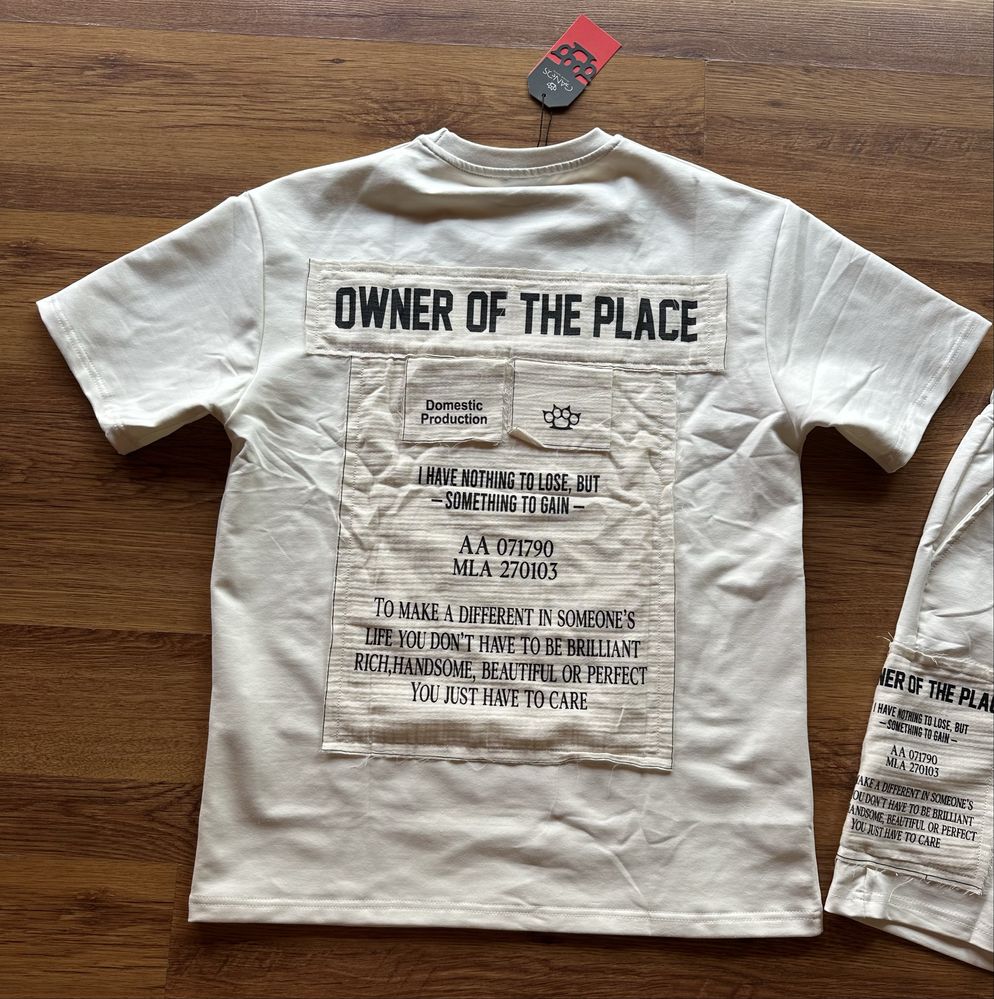 GANGS
OWNER OF THE PLACE
Domestic
Production
I HAVE NOTHING TO LOSE, BUT
– SOMETHING TO GAIN –
AA 071790
MLA 270103
TO MAKE A DIFFERENT IN SOMEONE'S
LIFE YOU DON'T HAVE TO BE BRILLIANT
RICH,HANDSOME, BEAUTIFUL OR PERFECT
YOU JUST HAVE TO CARE
NER OF THE PLAC
I HAVE NOTHING TO LOSE, BUT
– SOMETHING TO GAIN –
AA 071790
MLA 270103
AKE A DIFFERENT IN SOMEONE'S
OU DON'T HAVE TO BE BRILLIANT
ANDSOME, BEAUTIFUL OR PERFECT
YOU JUST HAVE TO CARE